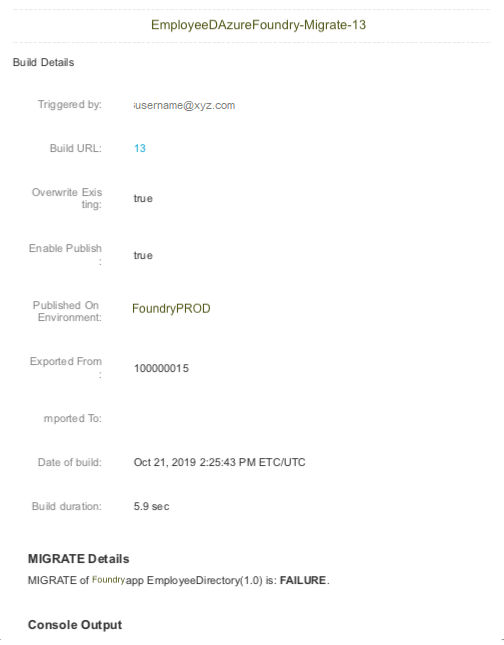 EmployeeDAzureFoundry-Migrate-13
Build Details
Triggered by: username@xyz.com
Build URL: 13
Overwrite Exis
ting: true
Enable Publish
: true
Published On
Environment: FoundryPROD
Exported From
: 100000015
mported To:
Date of build: Oct 21, 2019 2:25:43 PM ETC/UTC
Build duration: 5.9 sec
MIGRATE Details
MIGRATE of Foundry app EmployeeDirectory(1.0) is: FAILURE.
Console Output